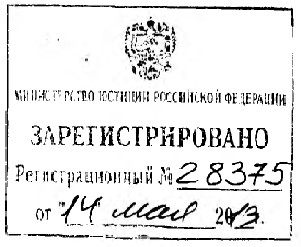 МИНИСТЕРСТВО ЮСТИЦИИ РОССИЙСКОЙ ФЕДЕРАЦИИ
ЗАРЕГИСТРИРОВАНО
Регистрационный № 28375
от "14" мая 2013.